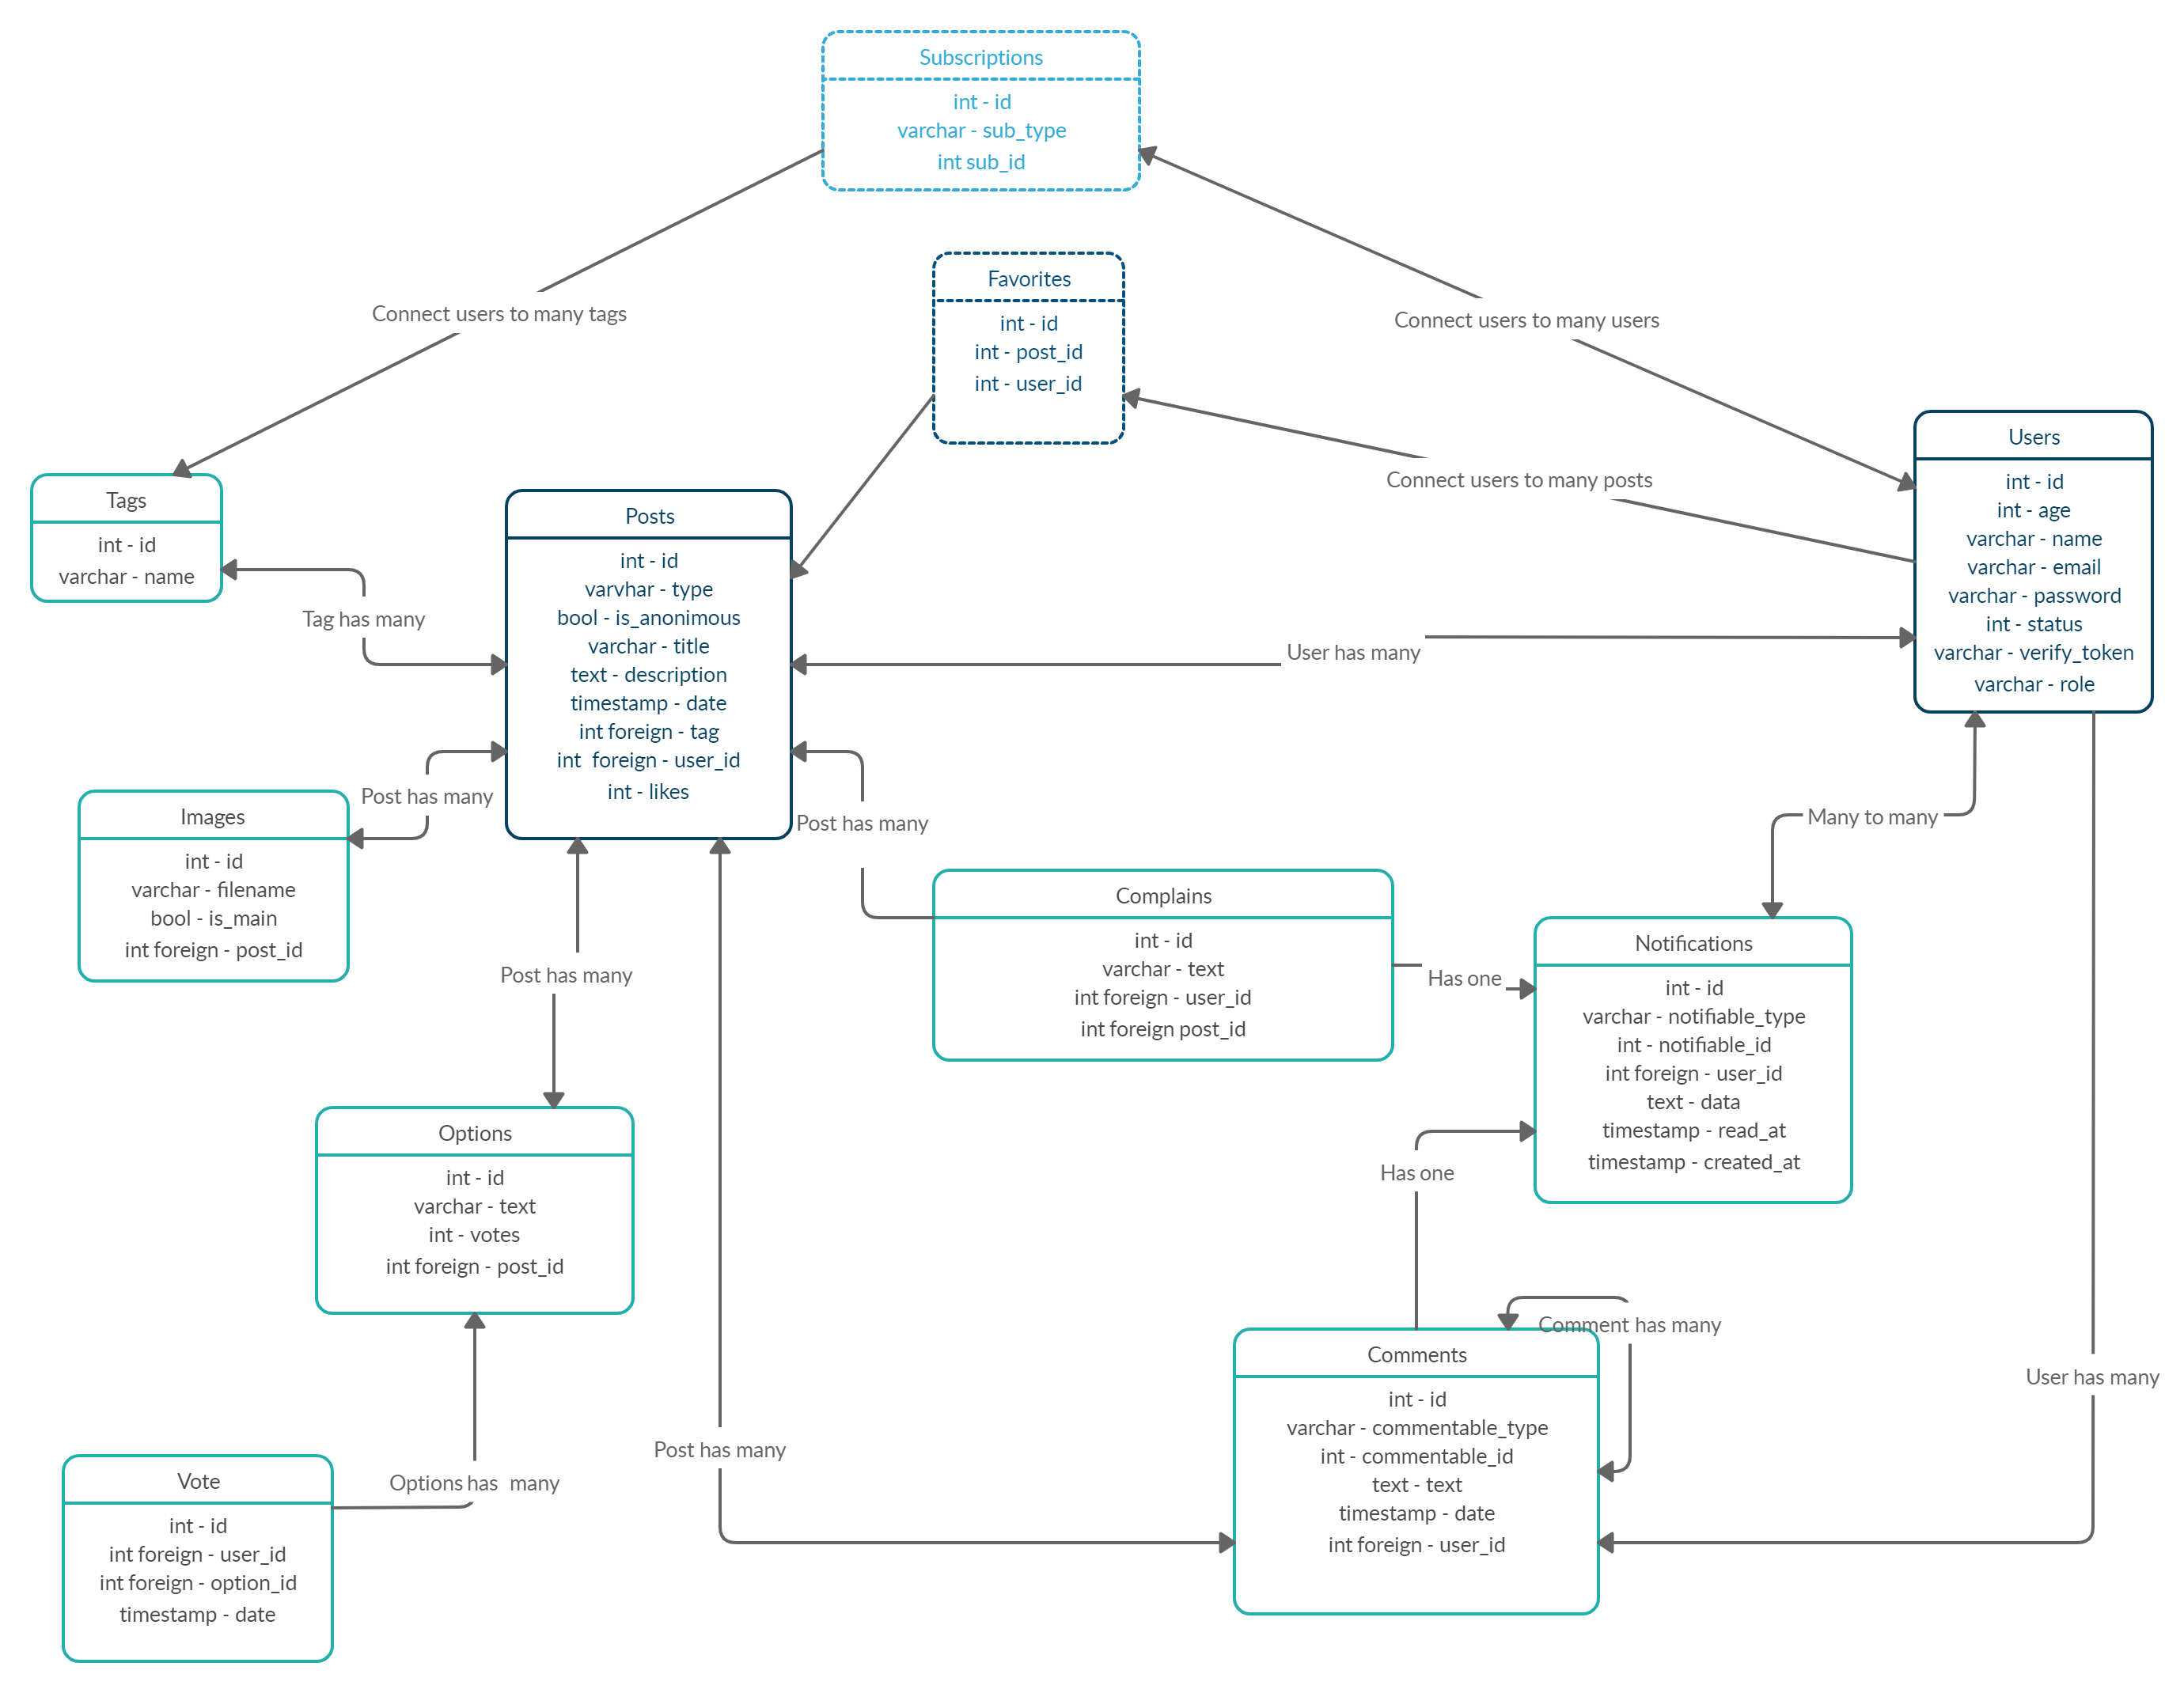 Subscriptions
int - id
varchar - sub_type
int sub_id
Favorites
int - id
int - post_id
int - user_id
Connect users to many tags
Connect users to many users
Connect users to many posts
Users
int - id
int - age
varchar - name
varchar - email
varchar - password
int - status
varchar - verify_token
varchar - role
Tags
int - id
varchar - name
Tag has many
Posts
int - id
varvhar - type
bool - is_anonimous
varchar - title
text - description
timestamp - date
int foreign - tag
int  foreign - user_id
int - likes
User has many
Post has many
Images
int - id
varchar - filename
bool - is_main
int foreign - post_id
Post has many
Many to many
Complains
int - id
varchar - text
int foreign - user_id
int foreign post_id
Has one
Notifications
int - id
varchar - notifiable_type
int - notifiable_id
int foreign - user_id
text - data
timestamp - read_at
timestamp - created_at
Post has many
Options
int - id
varchar - text
int - votes
int foreign - post_id
Has one
Comment has many
Comments
int - id
varchar - commentable_type
int - commentable_id
text - text
timestamp - date
int foreign - user_id
User has many
Post has many
Options has  many
Vote
int - id
int foreign - user_id
int foreign - option_id
timestamp - date